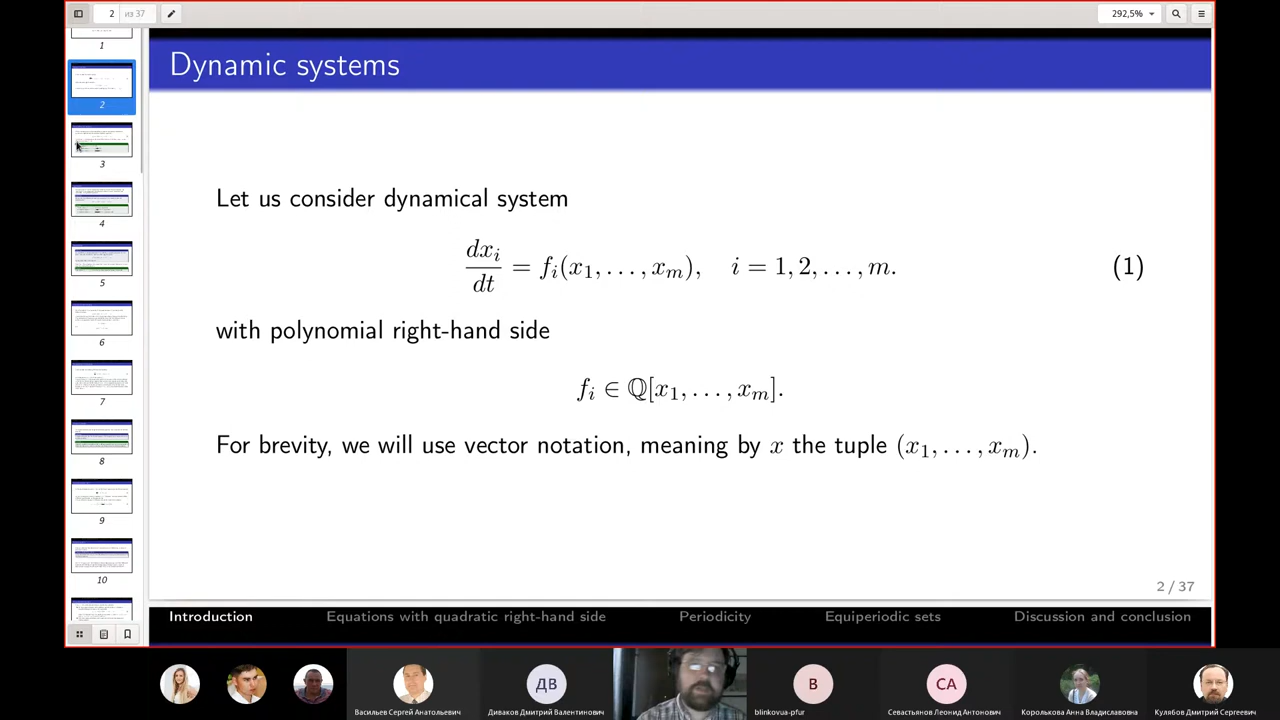 2 из 37
292,5%
1
2
3
4
5
6
7
8
9
10
Dynamic systems
Let us consider dynamical system
dx_i/dt = f_i(x_1, . . . , x_m), i = 1, 2, . . . , m. (1)
with polynomial right-hand side
f_i ∈ ℚ[x_1, . . . , x_m].
For brevity, we will use vector notation, meaning by x the tuple (x_1, . . . , x_m).
2 / 37
Introduction Equations with quadratic right-hand side Periodicity Equiperiodic sets Discussion and conclusion
ДВ
В
СА
Васильев Сергей Анатольевич
Диваков Дмитрий Валентинович
blinkovua-pfur
Севастьянов Леонид Антонович
Королькова Анна Владиславовна
Кулябов Дмитрий Сергеевич